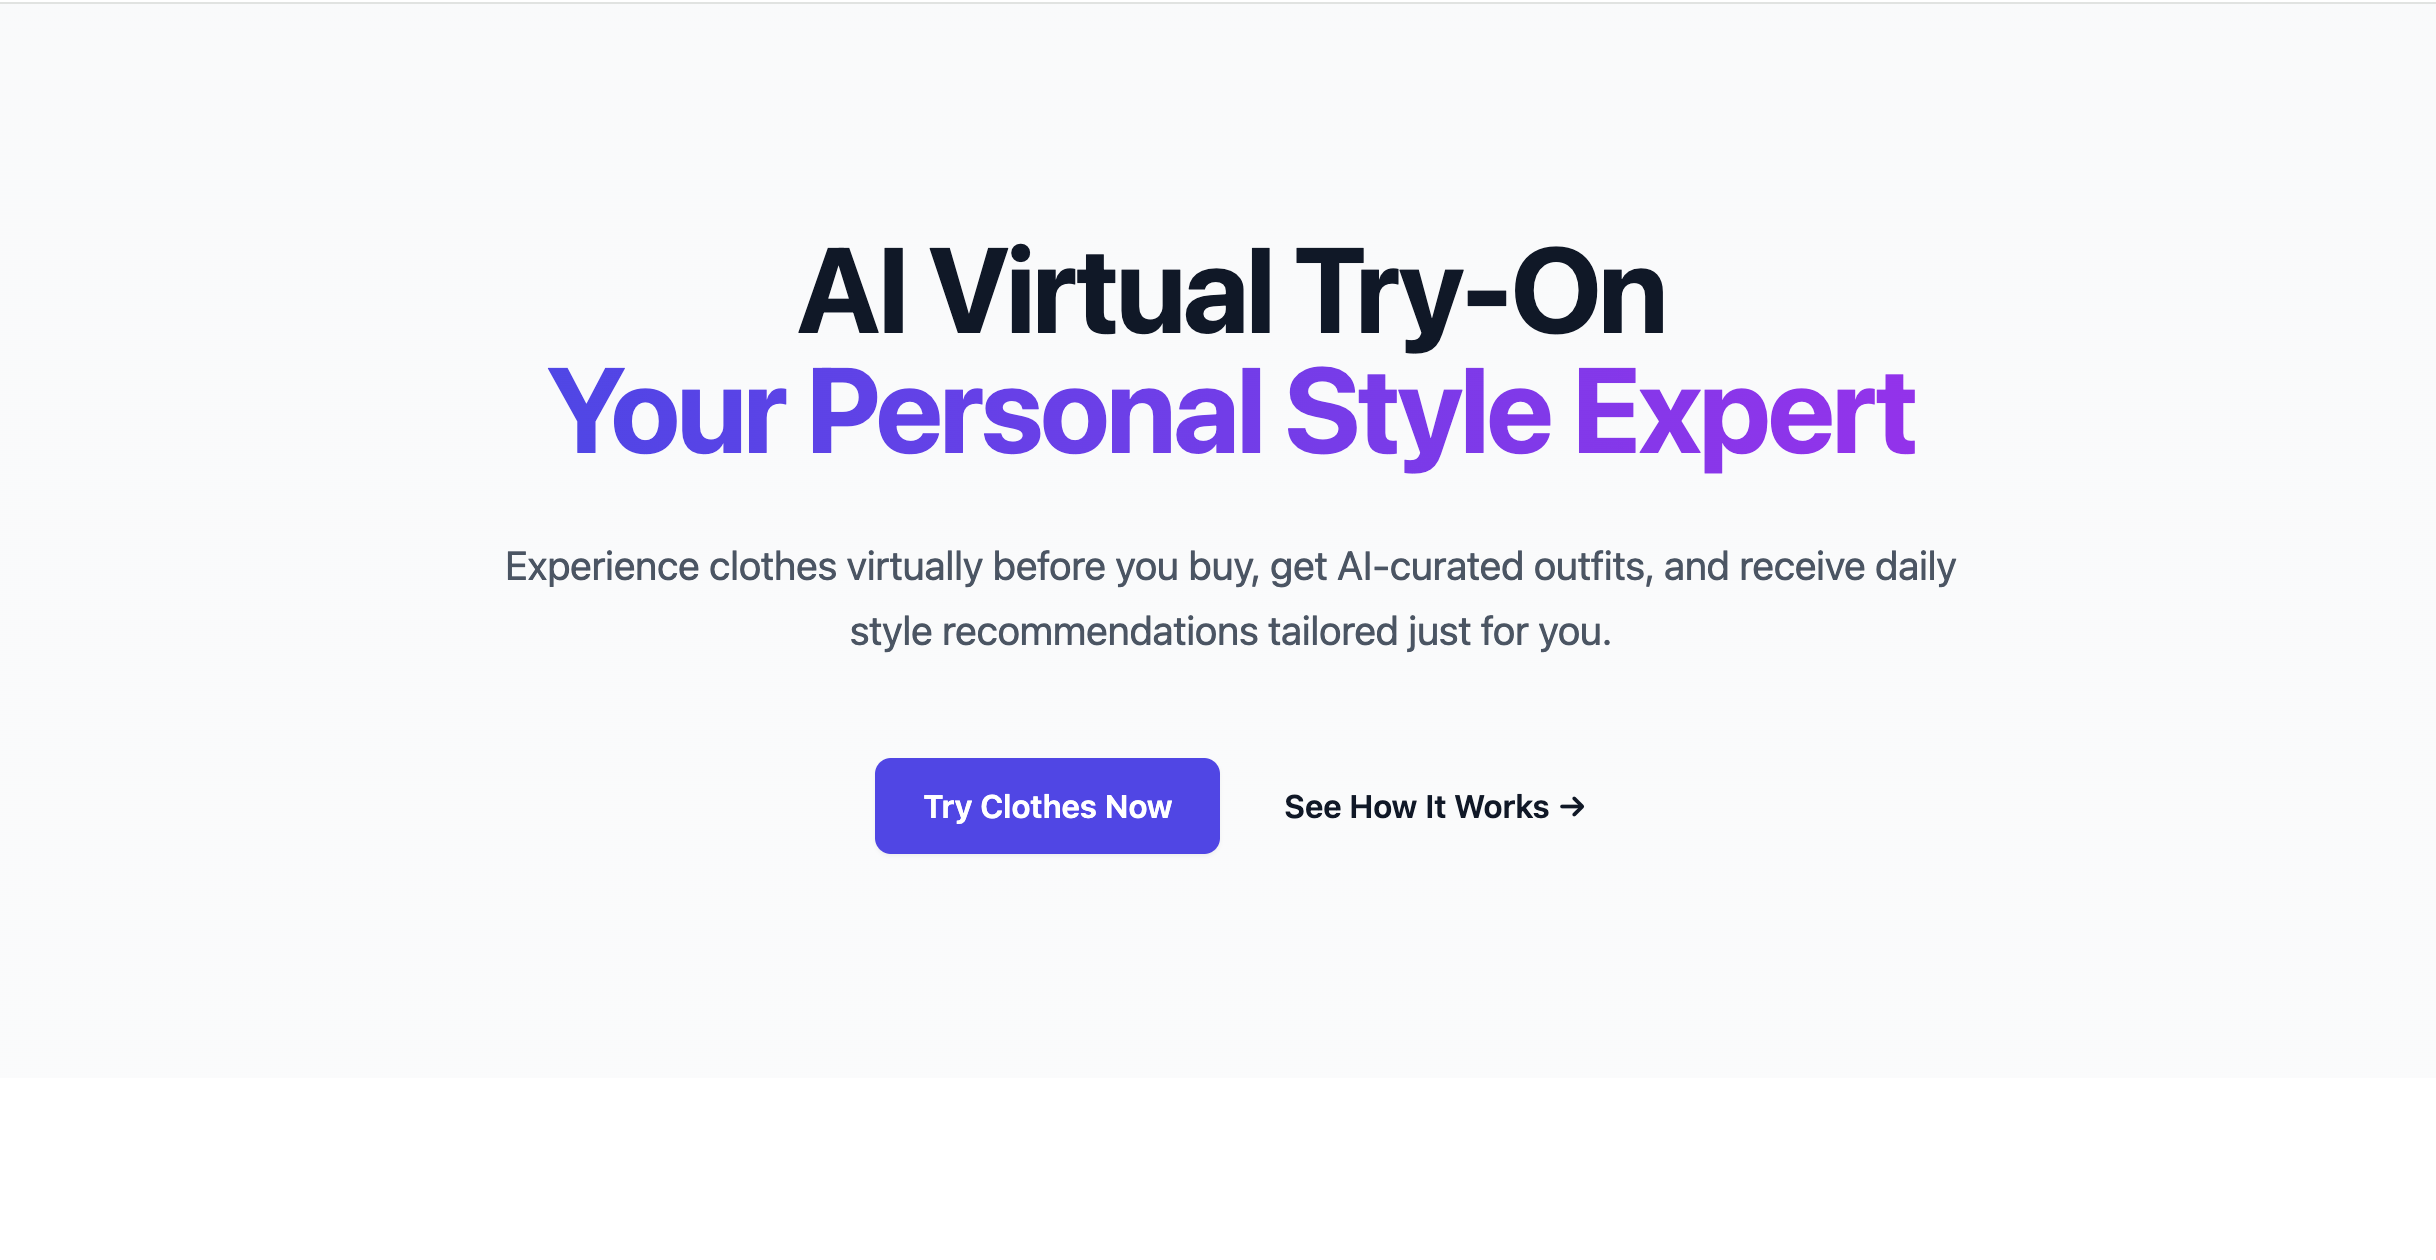 AI Virtual Try-On
Your Personal Style Expert
Experience clothes virtually before you buy, get AI-curated outfits, and receive daily
style recommendations tailored just for you.
Try Clothes Now
See How It Works →